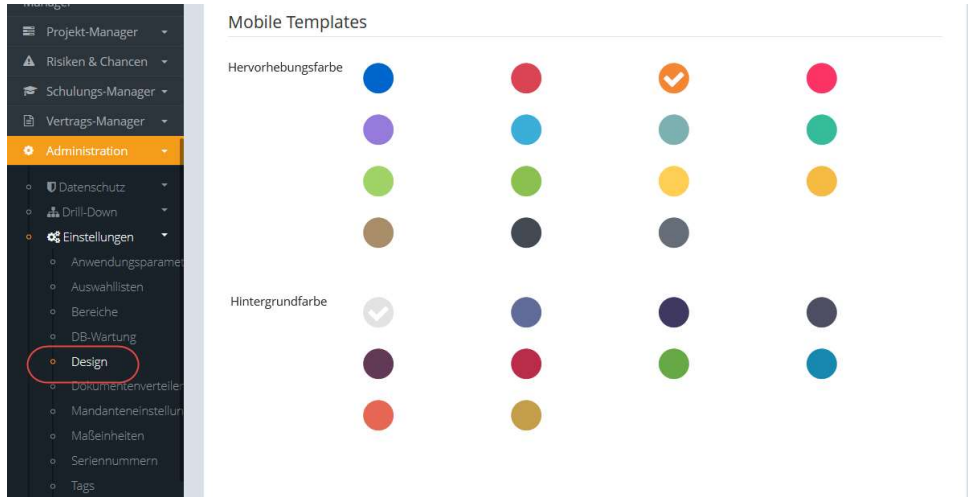 Manager
Projekt-Manager
Risiken & Chancen
Schulungs-Manager
Vertrags-Manager
Administration
Datenschutz
Drill-Down
Einstellungen
Anwendungsparamet
Auswahllisten
Bereiche
DB-Wartung
Design
Dokumentenverteiler
Mandanteneinstellun
Maßeinheiten
Seriennummern
Tags
Mobile Templates
Hervorhebungsfarbe
Hintergrundfarbe